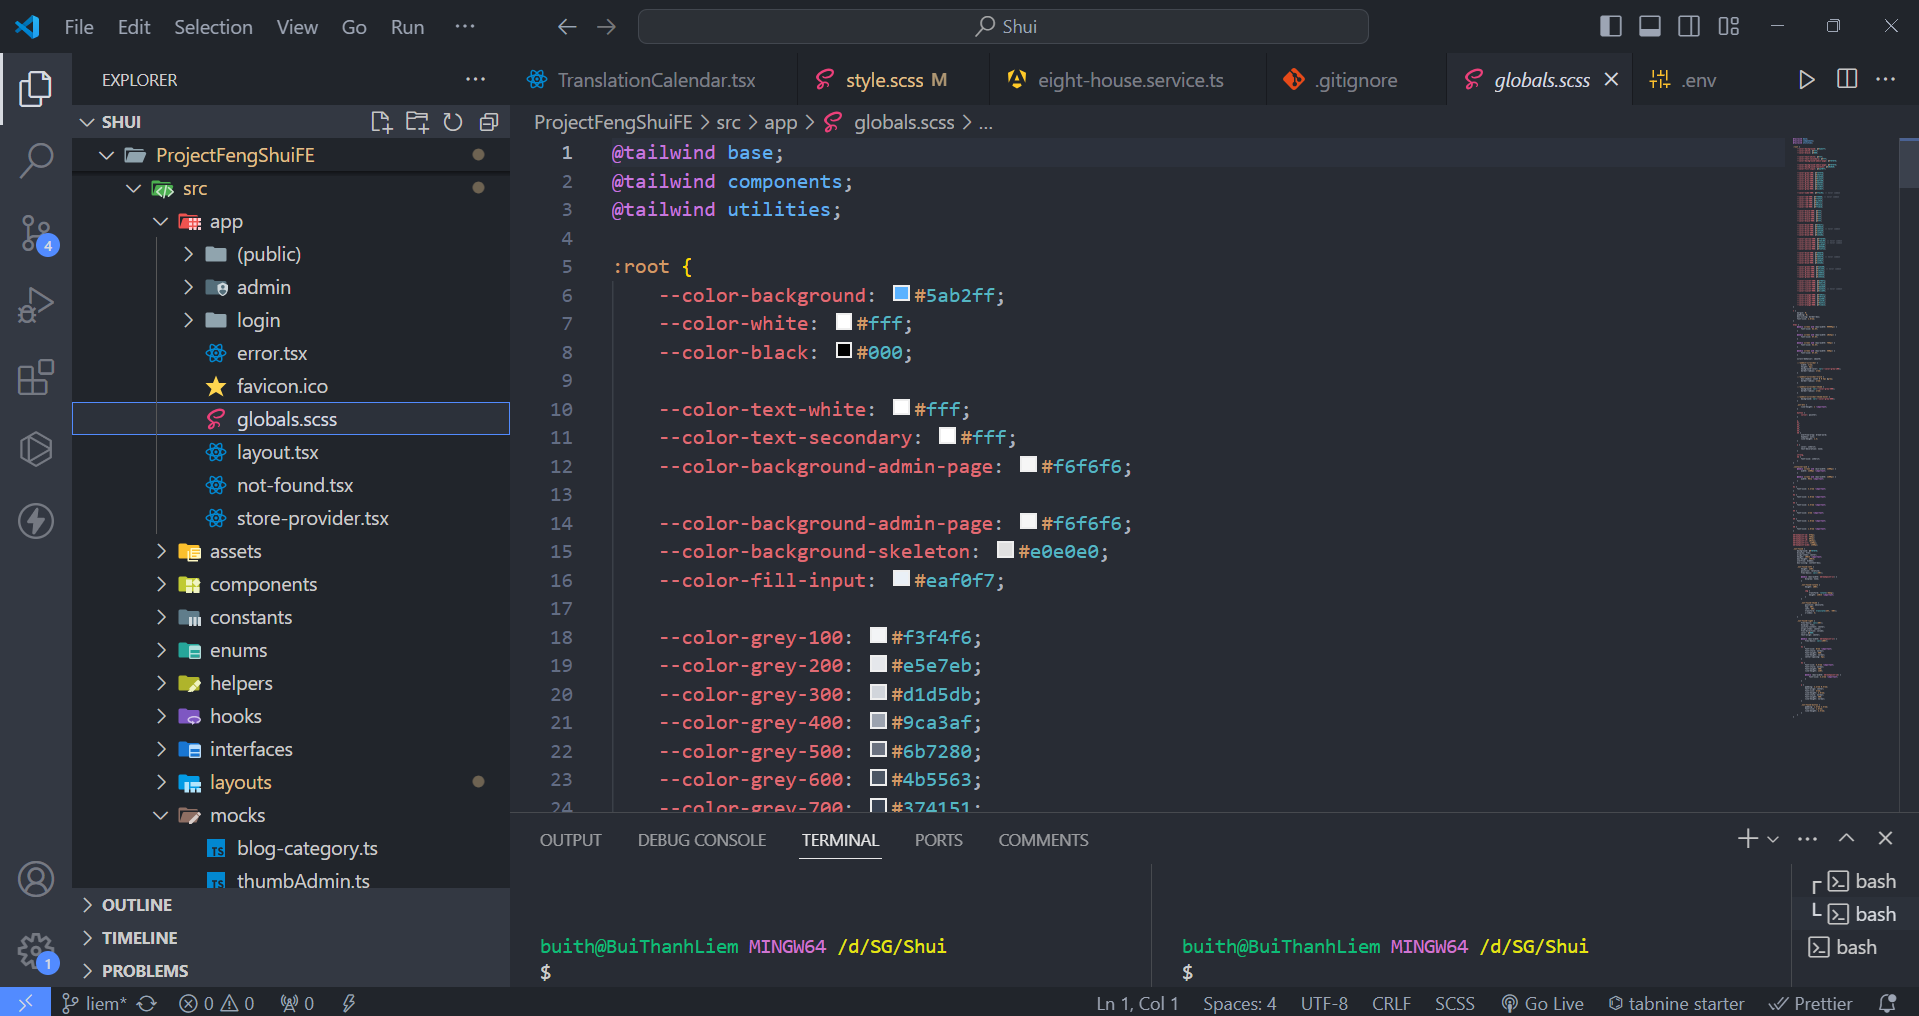 File Edit Selection View Go Run ···
Shui
EXPLORER
SHUI
ProjectFengShuiFE
src
app
(public)
admin
login
error.tsx
favicon.ico
globals.scss
layout.tsx
not-found.tsx
store-provider.tsx
assets
components
constants
enums
helpers
hooks
interfaces
layouts
mocks
blog-category.ts
thumbAdmin.ts
OUTLINE
TIMELINE
PROBLEMS
4
1
TranslationCalendar.tsx
style.scss M
eight-house.service.ts
.gitignore
globals.scss
.env
ProjectFengShuiFE > src > app > globals.scss > ...
1 @tailwind base;
2 @tailwind components;
3 @tailwind utilities;
4
5 :root {
6 --color-background: #5ab2ff;
7 --color-white: #fff;
8 --color-black: #000;
9
10 --color-text-white: #fff;
11 --color-text-secondary: #fff;
12 --color-background-admin-page: #f6f6f6;
13
14 --color-background-admin-page: #f6f6f6;
15 --color-background-skeleton: #e0e0e0;
16 --color-fill-input: #eaf0f7;
17
18 --color-grey-100: #f3f4f6;
19 --color-grey-200: #e5e7eb;
20 --color-grey-300: #d1d5db;
21 --color-grey-400: #9ca3af;
22 --color-grey-500: #6b7280;
23 --color-grey-600: #4b5563;
24 --color-grey-700: #374151;
OUTPUT DEBUG CONSOLE TERMINAL PORTS COMMENTS
buith@BuiThanhLiem MINGW64 /d/SG/Shui
$
buith@BuiThanhLiem MINGW64 /d/SG/Shui
$
bash
bash
bash
liem* 0 0 0
Ln 1, Col 1 Spaces: 4 UTF-8 CRLF SCSS Go Live tabnine starter Prettier